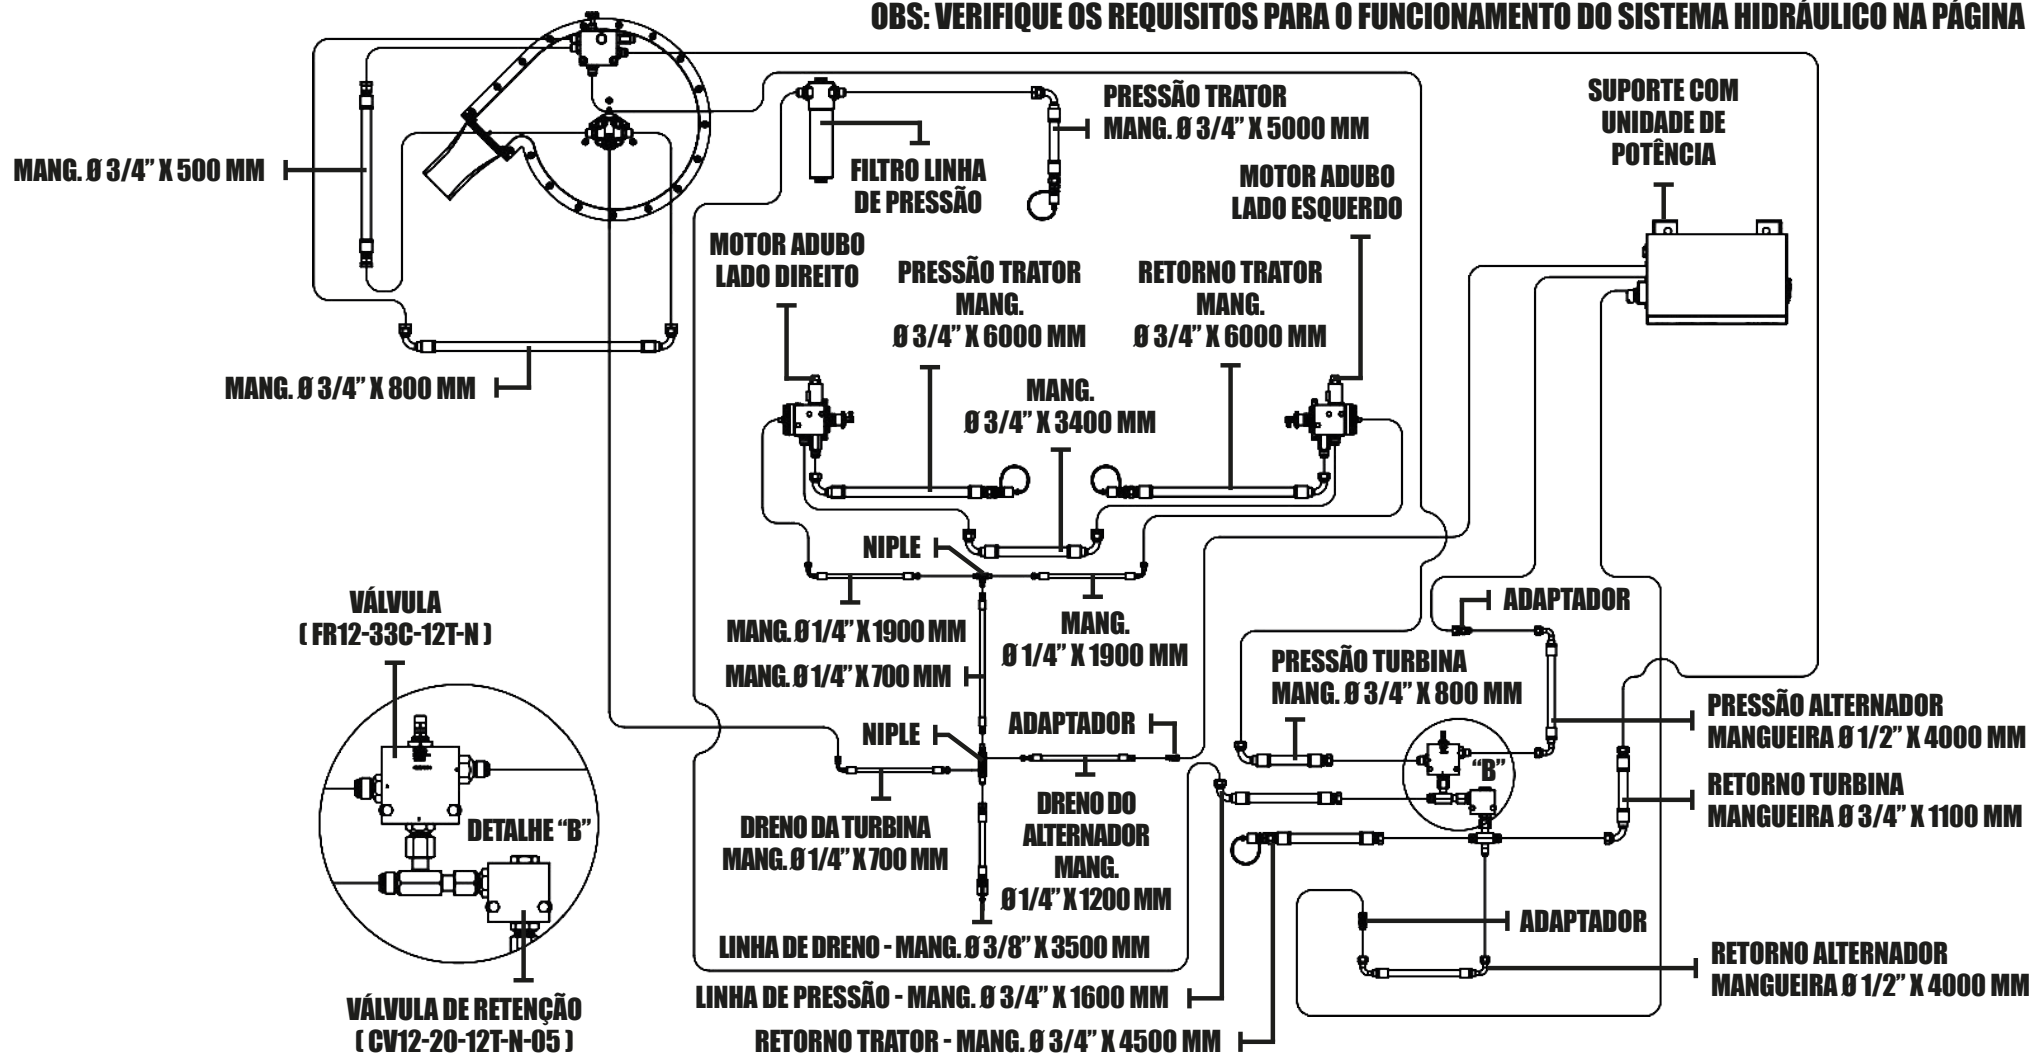 OBS: VERIFIQUE OS REQUISITOS PARA O FUNCIONAMENTO DO SISTEMA HIDRÁULICO NA PÁGINA
PRESSÃO TRATOR
MANG. Ø 3/4” X 5000 MM
SUPORTE COM
UNIDADE DE
POTÊNCIA
MANG. Ø 3/4” X 500 MM
FILTRO LINHA
DE PRESSÃO
MOTOR ADUBO
LADO ESQUERDO
MOTOR ADUBO
LADO DIREITO
PRESSÃO TRATOR
MANG.
Ø 3/4” X 6000 MM
RETORNO TRATOR
MANG.
Ø 3/4” X 6000 MM
MANG. Ø 3/4” X 800 MM
MANG.
Ø 3/4” X 3400 MM
NIPLE
VÁLVULA
( FR12-33C-12T-N )
MANG. Ø 1/4” X 1900 MM
MANG.
Ø 1/4” X 1900 MM
ADAPTADOR
MANG. Ø 1/4” X 700 MM
PRESSÃO TURBINA
MANG. Ø 3/4” X 800 MM
NIPLE
ADAPTADOR
PRESSÃO ALTERNADOR
MANGUEIRA Ø 1/2” X 4000 MM
“B”
RETORNO TURBINA
MANGUEIRA Ø 3/4” X 1100 MM
DETALHE “B”
DRENO DA TURBINA
MANG. Ø 1/4” X 700 MM
DRENO DO
ALTERNADOR
MANG.
Ø 1/4” X 1200 MM
ADAPTADOR
LINHA DE DRENO - MANG. Ø 3/8” X 3500 MM
RETORNO ALTERNADOR
MANGUEIRA Ø 1/2” X 4000 MM
LINHA DE PRESSÃO - MANG. Ø 3/4” X 1600 MM
VÁLVULA DE RETENÇÃO
( CV12-20-12T-N-05 )
RETORNO TRATOR - MANG. Ø 3/4” X 4500 MM